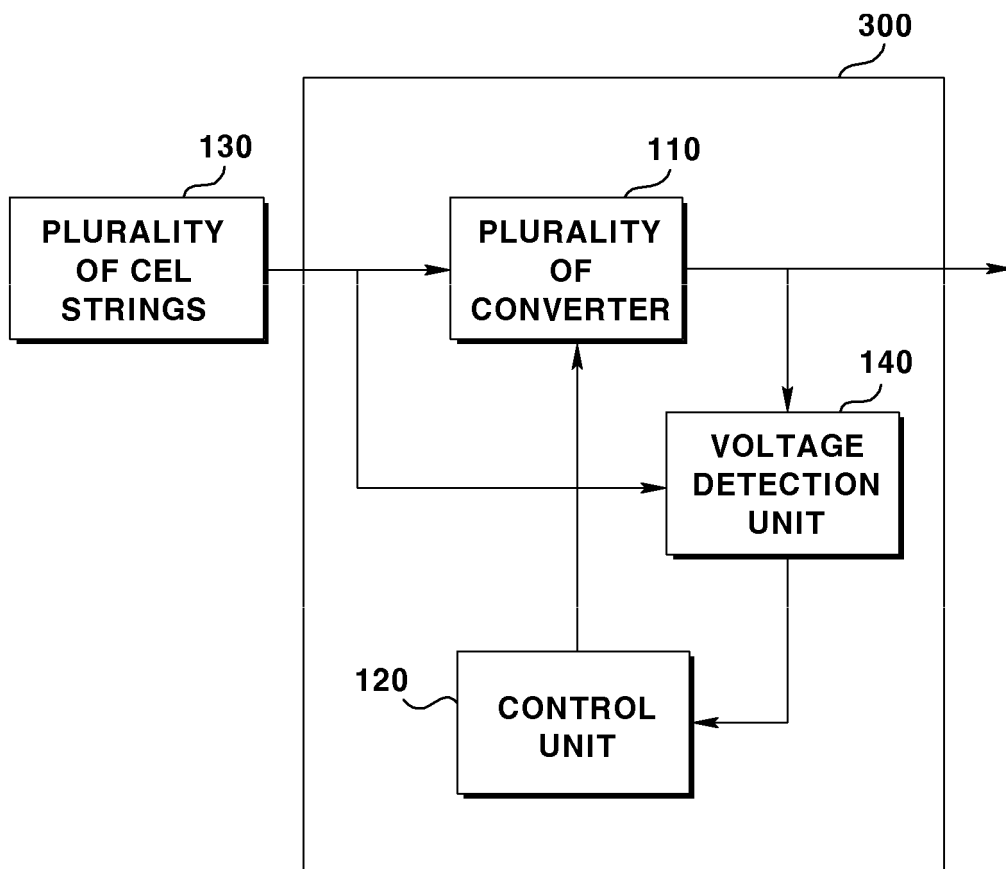 300
130
110
PLURALITY
OF CEL
STRINGS
PLURALITY
OF
CONVERTER
140
VOLTAGE
DETECTION
UNIT
120
CONTROL
UNIT